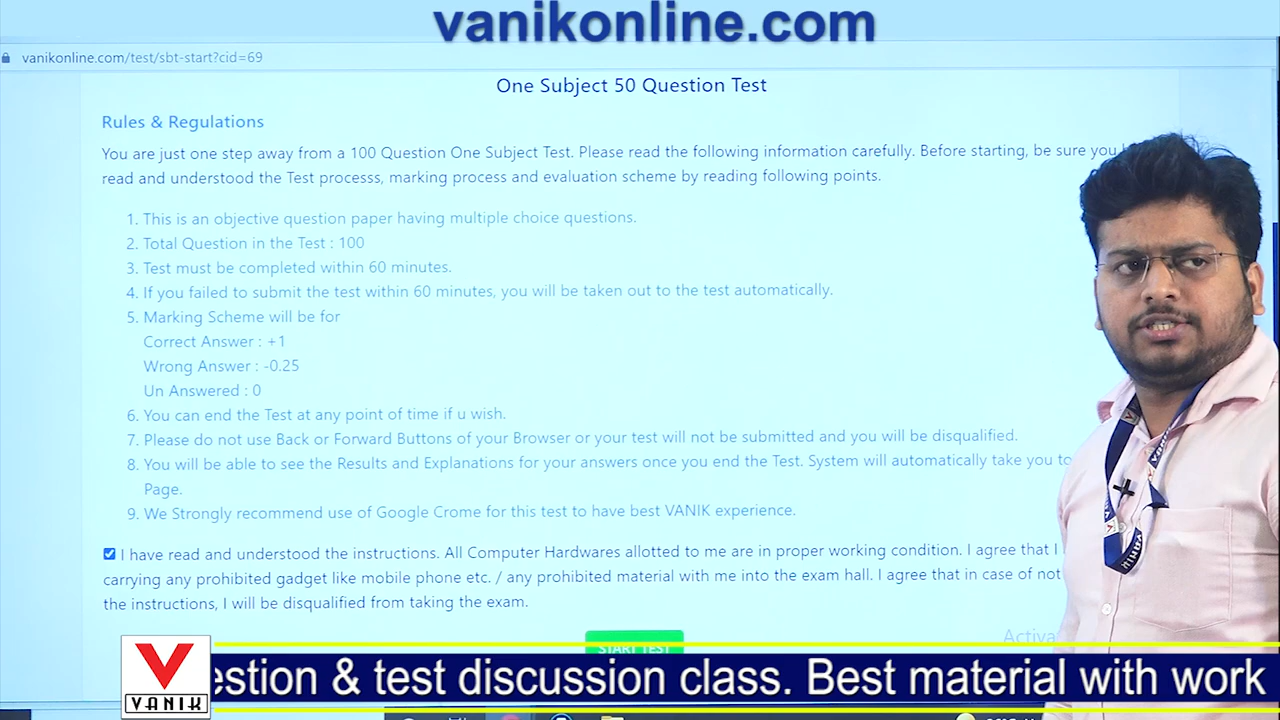 vanikonline.com
vanikonline.com/test/sbt-start?cid=69
One Subject 50 Question Test
Rules & Regulations
You are just one step away from a 100 Question One Subject Test. Please read the following information carefully. Before starting, be sure you
read and understood the Test processs, marking process and evaluation scheme by reading following points.
1. This is an objective question paper having multiple choice questions.
2. Total Question in the Test : 100
3. Test must be completed within 60 minutes.
4. If you failed to submit the test within 60 minutes, you will be taken out to the test automatically.
5. Marking Scheme will be for
Correct Answer : +1
Wrong Answer : -0.25
Un Answered : 0
6. You can end the Test at any point of time if u wish.
7. Please do not use Back or Forward Buttons of your Browser or your test will not be submitted and you will be disqualified.
8. You will be able to see the Results and Explanations for your answers once you end the Test. System will automatically take you to
Page.
9. We Strongly recommend use of Google Crome for this test to have best VANIK experience.
I have read and understood the instructions. All Computer Hardwares allotted to me are in proper working condition. I agree that I
carrying any prohibited gadget like mobile phone etc. / any prohibited material with me into the exam hall. I agree that in case of not
the instructions, I will be disqualified from taking the exam.
START TEST
Activa
VANIK
estion & test discussion class. Best material with work